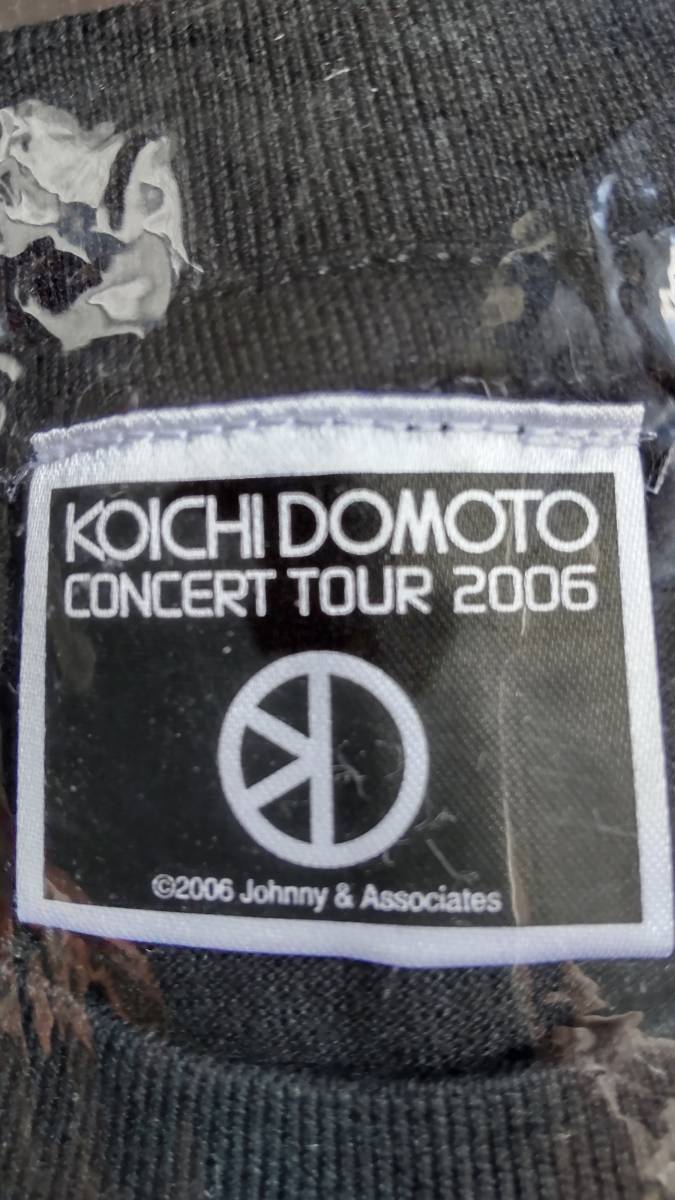 KOICHI DOMOTO
CONCERT TOUR 2006
©2006 Johnny & Associates